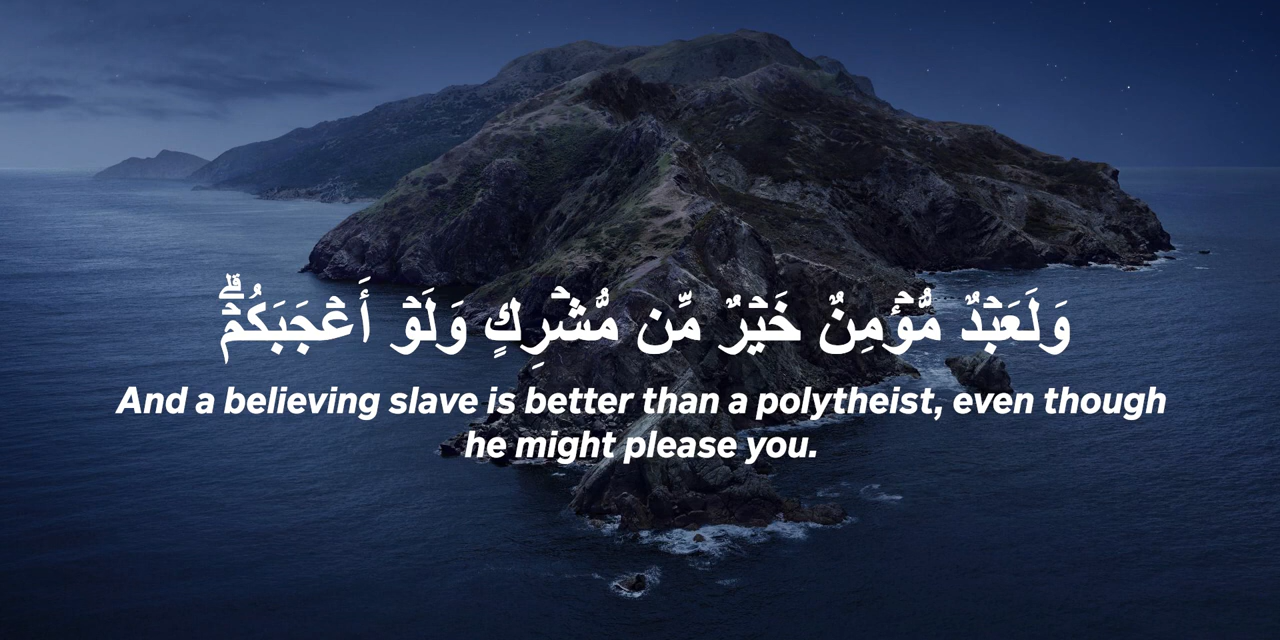 وَلَعَبۡدٌ مُّؤۡمِنٌ خَيۡرٌ مِّن مُّشۡرِكٍ وَلَوۡ أَعۡجَبَكُمۡۗ
And a believing slave is better than a polytheist, even though
he might please you.